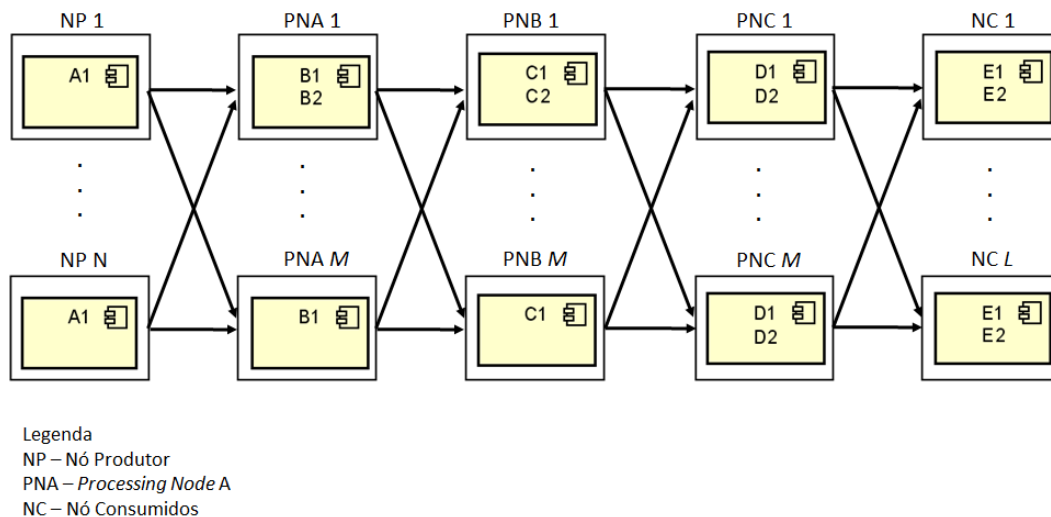 NP 1 PNA 1 PNB 1 PNC 1 NC 1
A1 B1 C1 D1 E1
B2 C2 D2 E2
. . . . .
. . . . .
. . . . .
NP N PNA M PNB M PNC M NC L
A1 B1 C1 D1 E1
D2 E2
Legenda
NP – Nó Produtor
PNA – Processing Node A
NC – Nó Consumidos